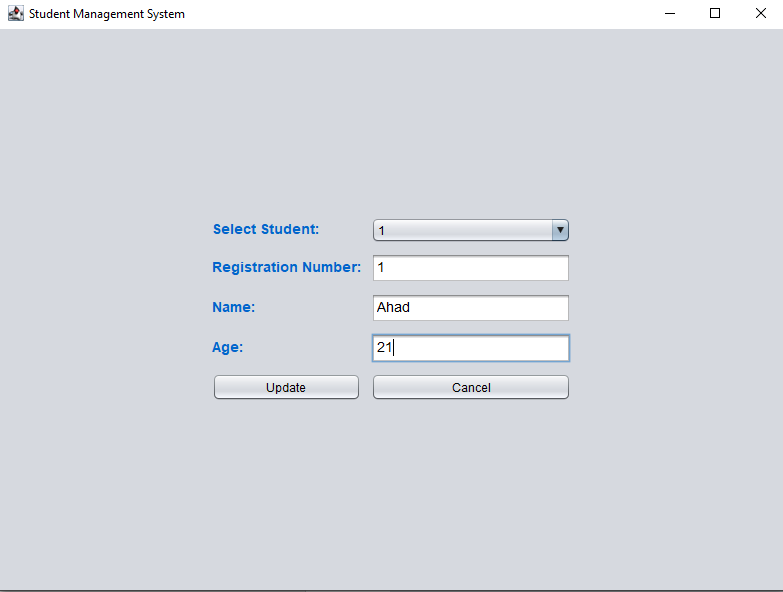 Student Management System
Select Student: 1
Registration Number: 1
Name: Ahad
Age: 21
Update Cancel